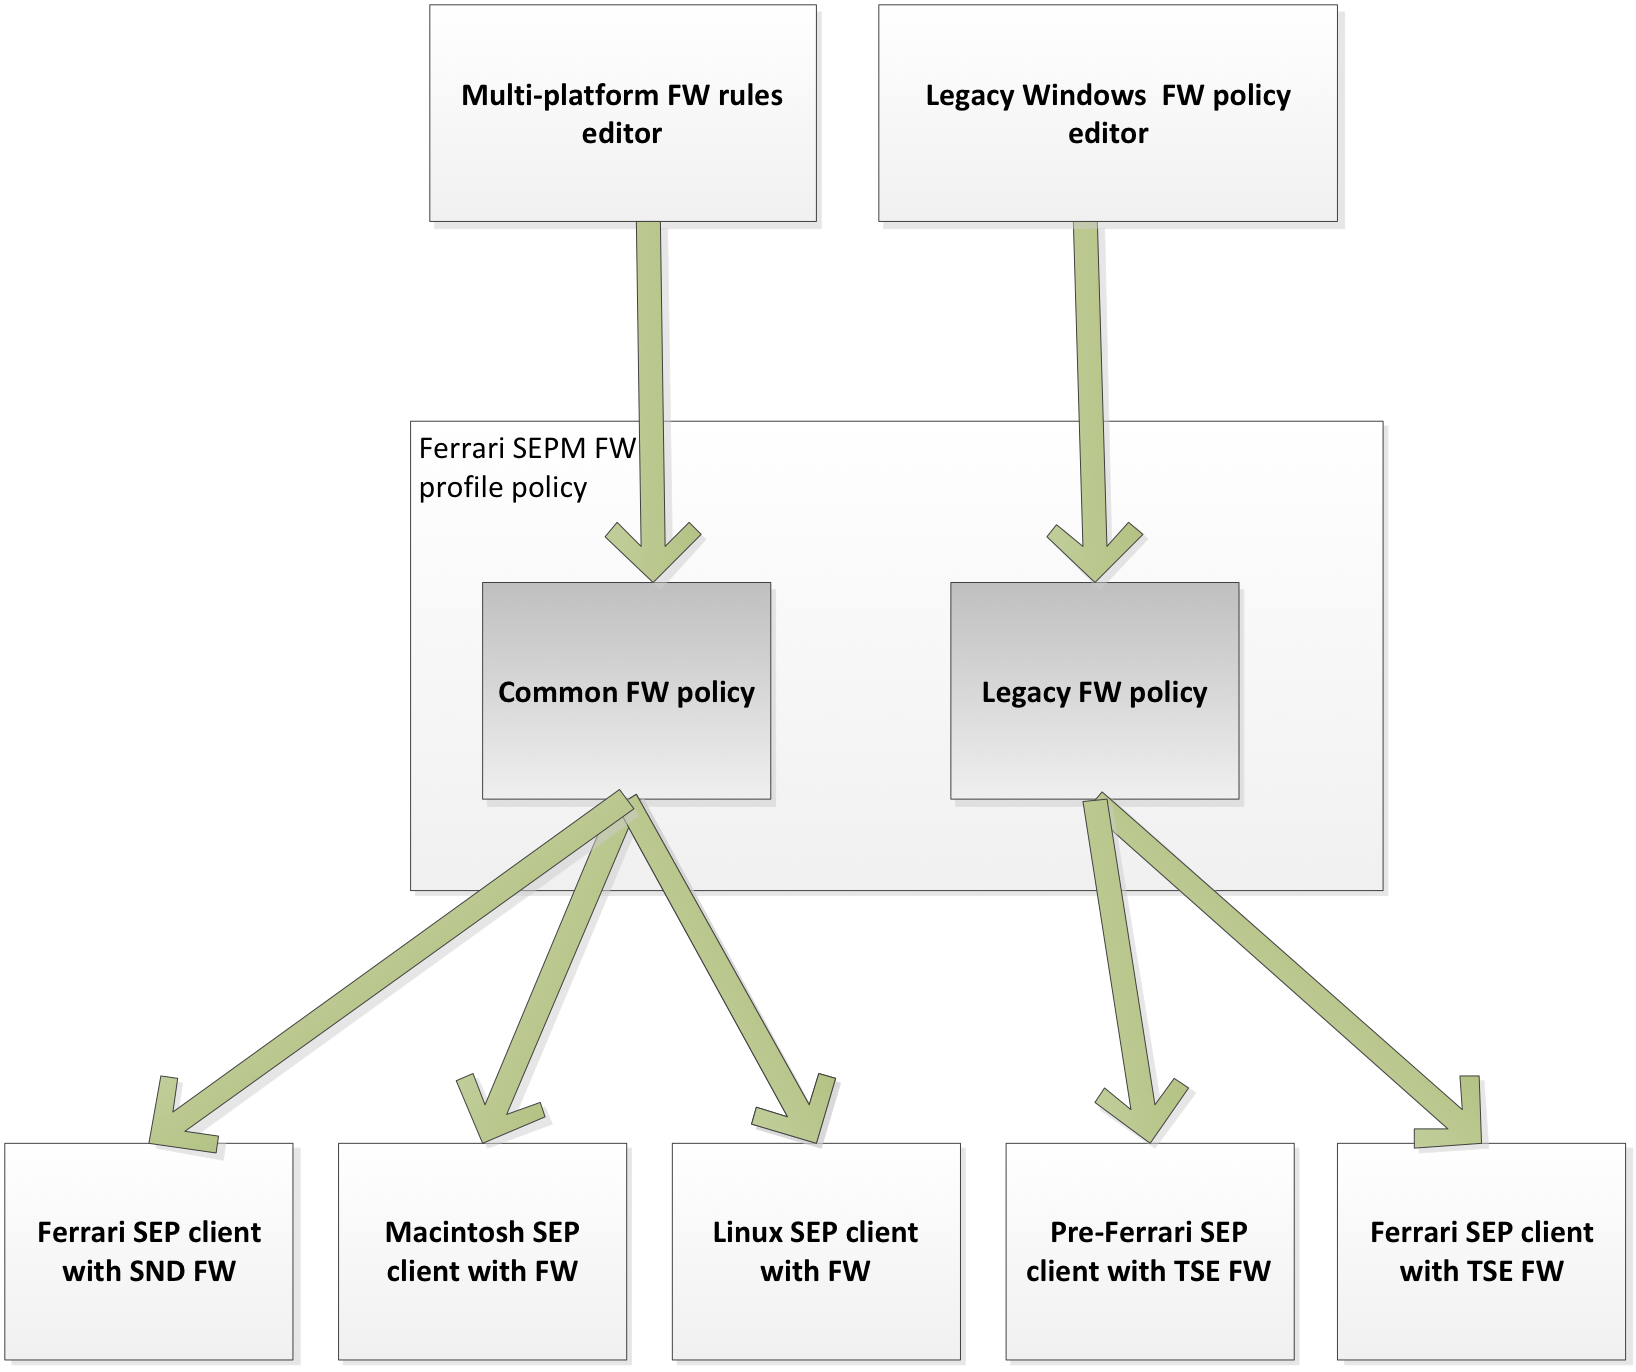 Multi-platform FW rules
editor
Legacy Windows  FW policy
editor
Ferrari SEPM FW
profile policy
Common FW policy
Legacy FW policy
Ferrari SEP client
with SND FW
Macintosh SEP
client with FW
Linux SEP client
with FW
Pre-Ferrari SEP
client with TSE FW
Ferrari SEP client
with TSE FW